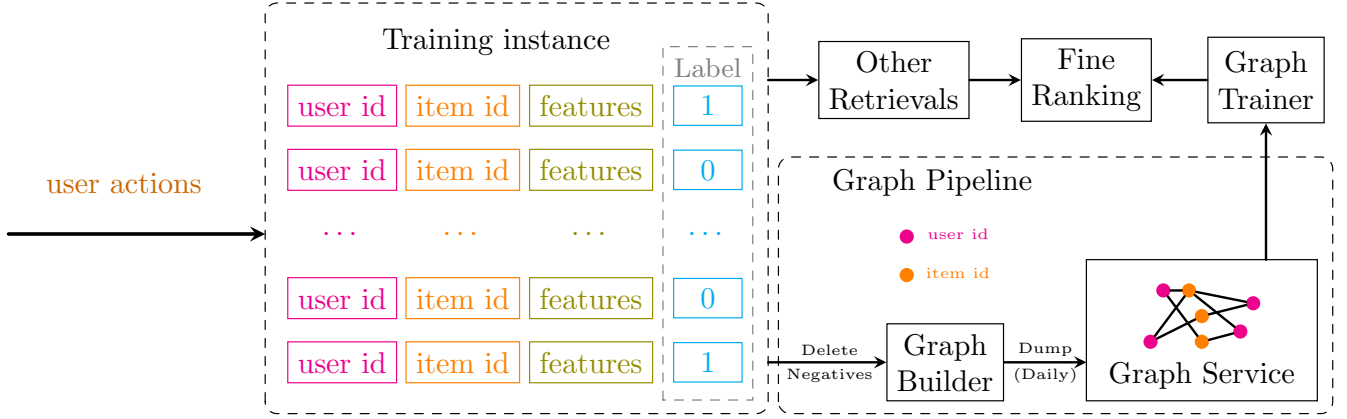 user actions
Training instance
Label
user id item id features 1
user id item id features 0
... ... ... ...
user id item id features 0
user id item id features 1
Other
Retrievals
Fine
Ranking
Graph
Trainer
Graph Pipeline
user id
item id
Delete
Negatives
Graph
Builder
Dump
(Daily)
Graph Service